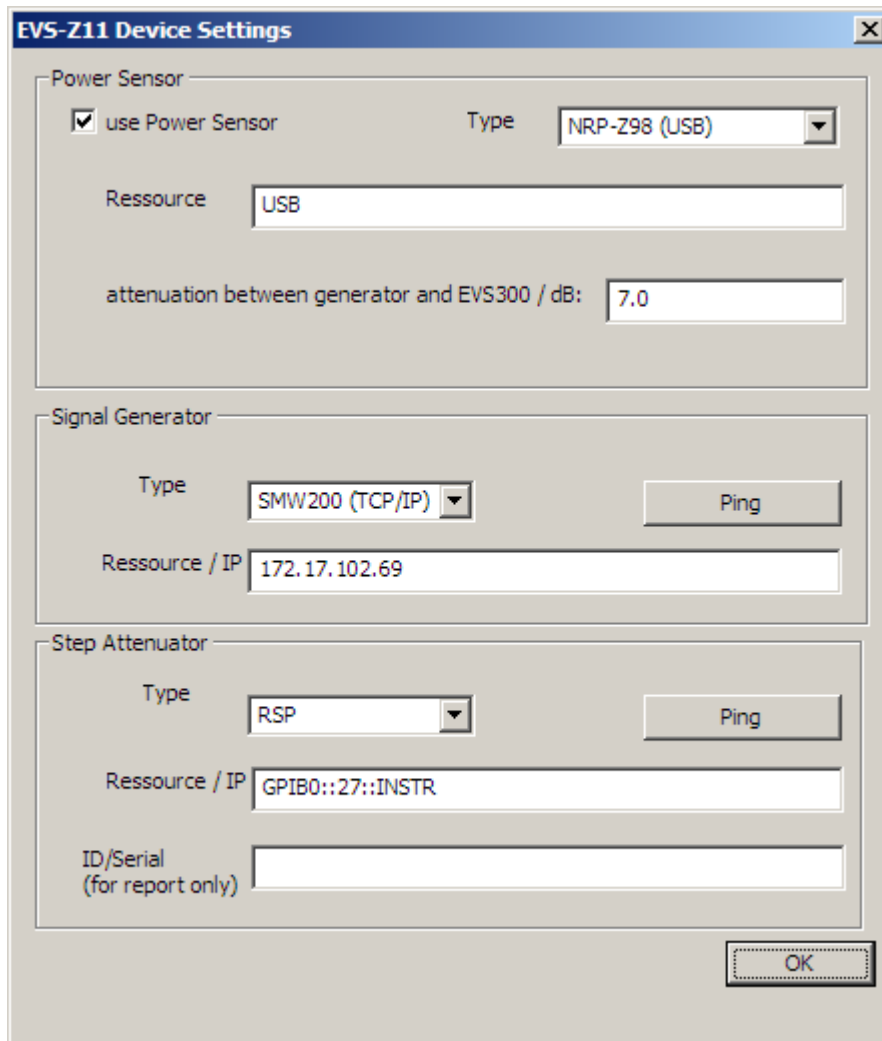 EVS-Z11 Device Settings
Power Sensor
use Power Sensor
Type
NRP-Z98 (USB)
Ressource
USB
attenuation between generator and EVS300 / dB:
7.0
Signal Generator
Type
SMW200 (TCP/IP)
Ping
Ressource / IP
172.17.102.69
Step Attenuator
Type
RSP
Ping
Ressource / IP
GPIB0::27::INSTR
ID/Serial
(for report only)
OK